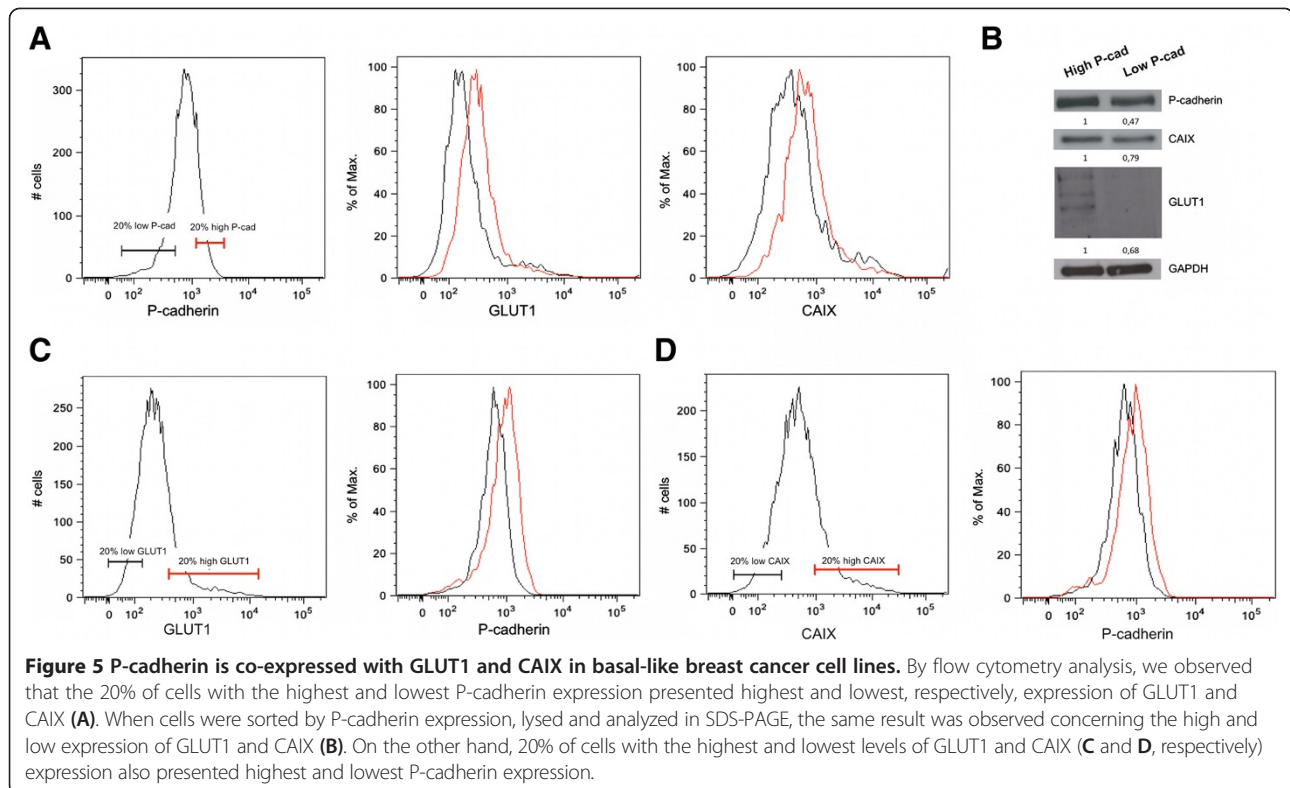 A
B
# cells
300
200
100
0
20% low P-cad
20% high P-cad
0 10² 10³ 10⁴ 10⁵
P-cadherin
% of Max.
100
80
60
40
20
0
0 10² 10³ 10⁴ 10⁵
GLUT1
% of Max.
100
80
60
40
20
0
0 10² 10³ 10⁴ 10⁵
CAIX
High P-cad Low P-cad
P-cadherin
1 0,47
CAIX
1 0,79
GLUT1
1 0,68
GAPDH
C
D
# cells
250
200
150
100
50
0
20% low GLUT1
20% high GLUT1
0 10² 10³ 10⁴ 10⁵
GLUT1
% of Max.
100
80
60
40
20
0
0 10² 10³ 10⁴ 10⁵
P-cadherin
# cells
200
150
100
50
0
20% low CAIX
20% high CAIX
0 10² 10³ 10⁴ 10⁵
CAIX
% of Max.
100
80
60
40
20
0
0 10² 10³ 10⁴ 10⁵
P-cadherin
Figure 5 P-cadherin is co-expressed with GLUT1 and CAIX in basal-like breast cancer cell lines. By flow cytometry analysis, we observed
that the 20% of cells with the highest and lowest P-cadherin expression presented highest and lowest, respectively, expression of GLUT1 and
CAIX (A). When cells were sorted by P-cadherin expression, lysed and analyzed in SDS-PAGE, the same result was observed concerning the high and
low expression of GLUT1 and CAIX (B). On the other hand, 20% of cells with the highest and lowest levels of GLUT1 and CAIX (C and D, respectively)
expression also presented highest and lowest P-cadherin expression.